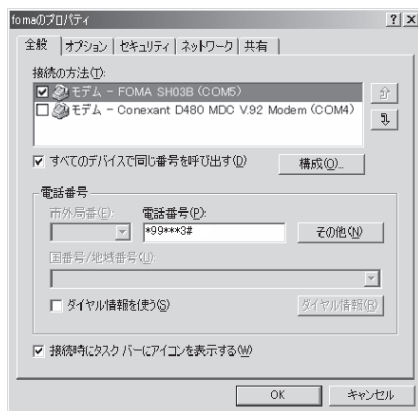 fomaのプロパティ
全般 オプション セキュリティ ネットワーク 共有
接続の方法(T):
モデム - FOMA SH03B (COM5)
モデム - Conexant D480 MDC V.92 Modem (COM4)
すべてのデバイスで同じ番号を呼び出す(D) 構成(O)...
電話番号
市外局番(E): 電話番号(P):
*99***3# その他(N)
国番号/地域番号(U):
ダイヤル情報を使う(S) ダイヤル情報(R)
接続時にタスク バーにアイコンを表示する(W)
OK キャンセル